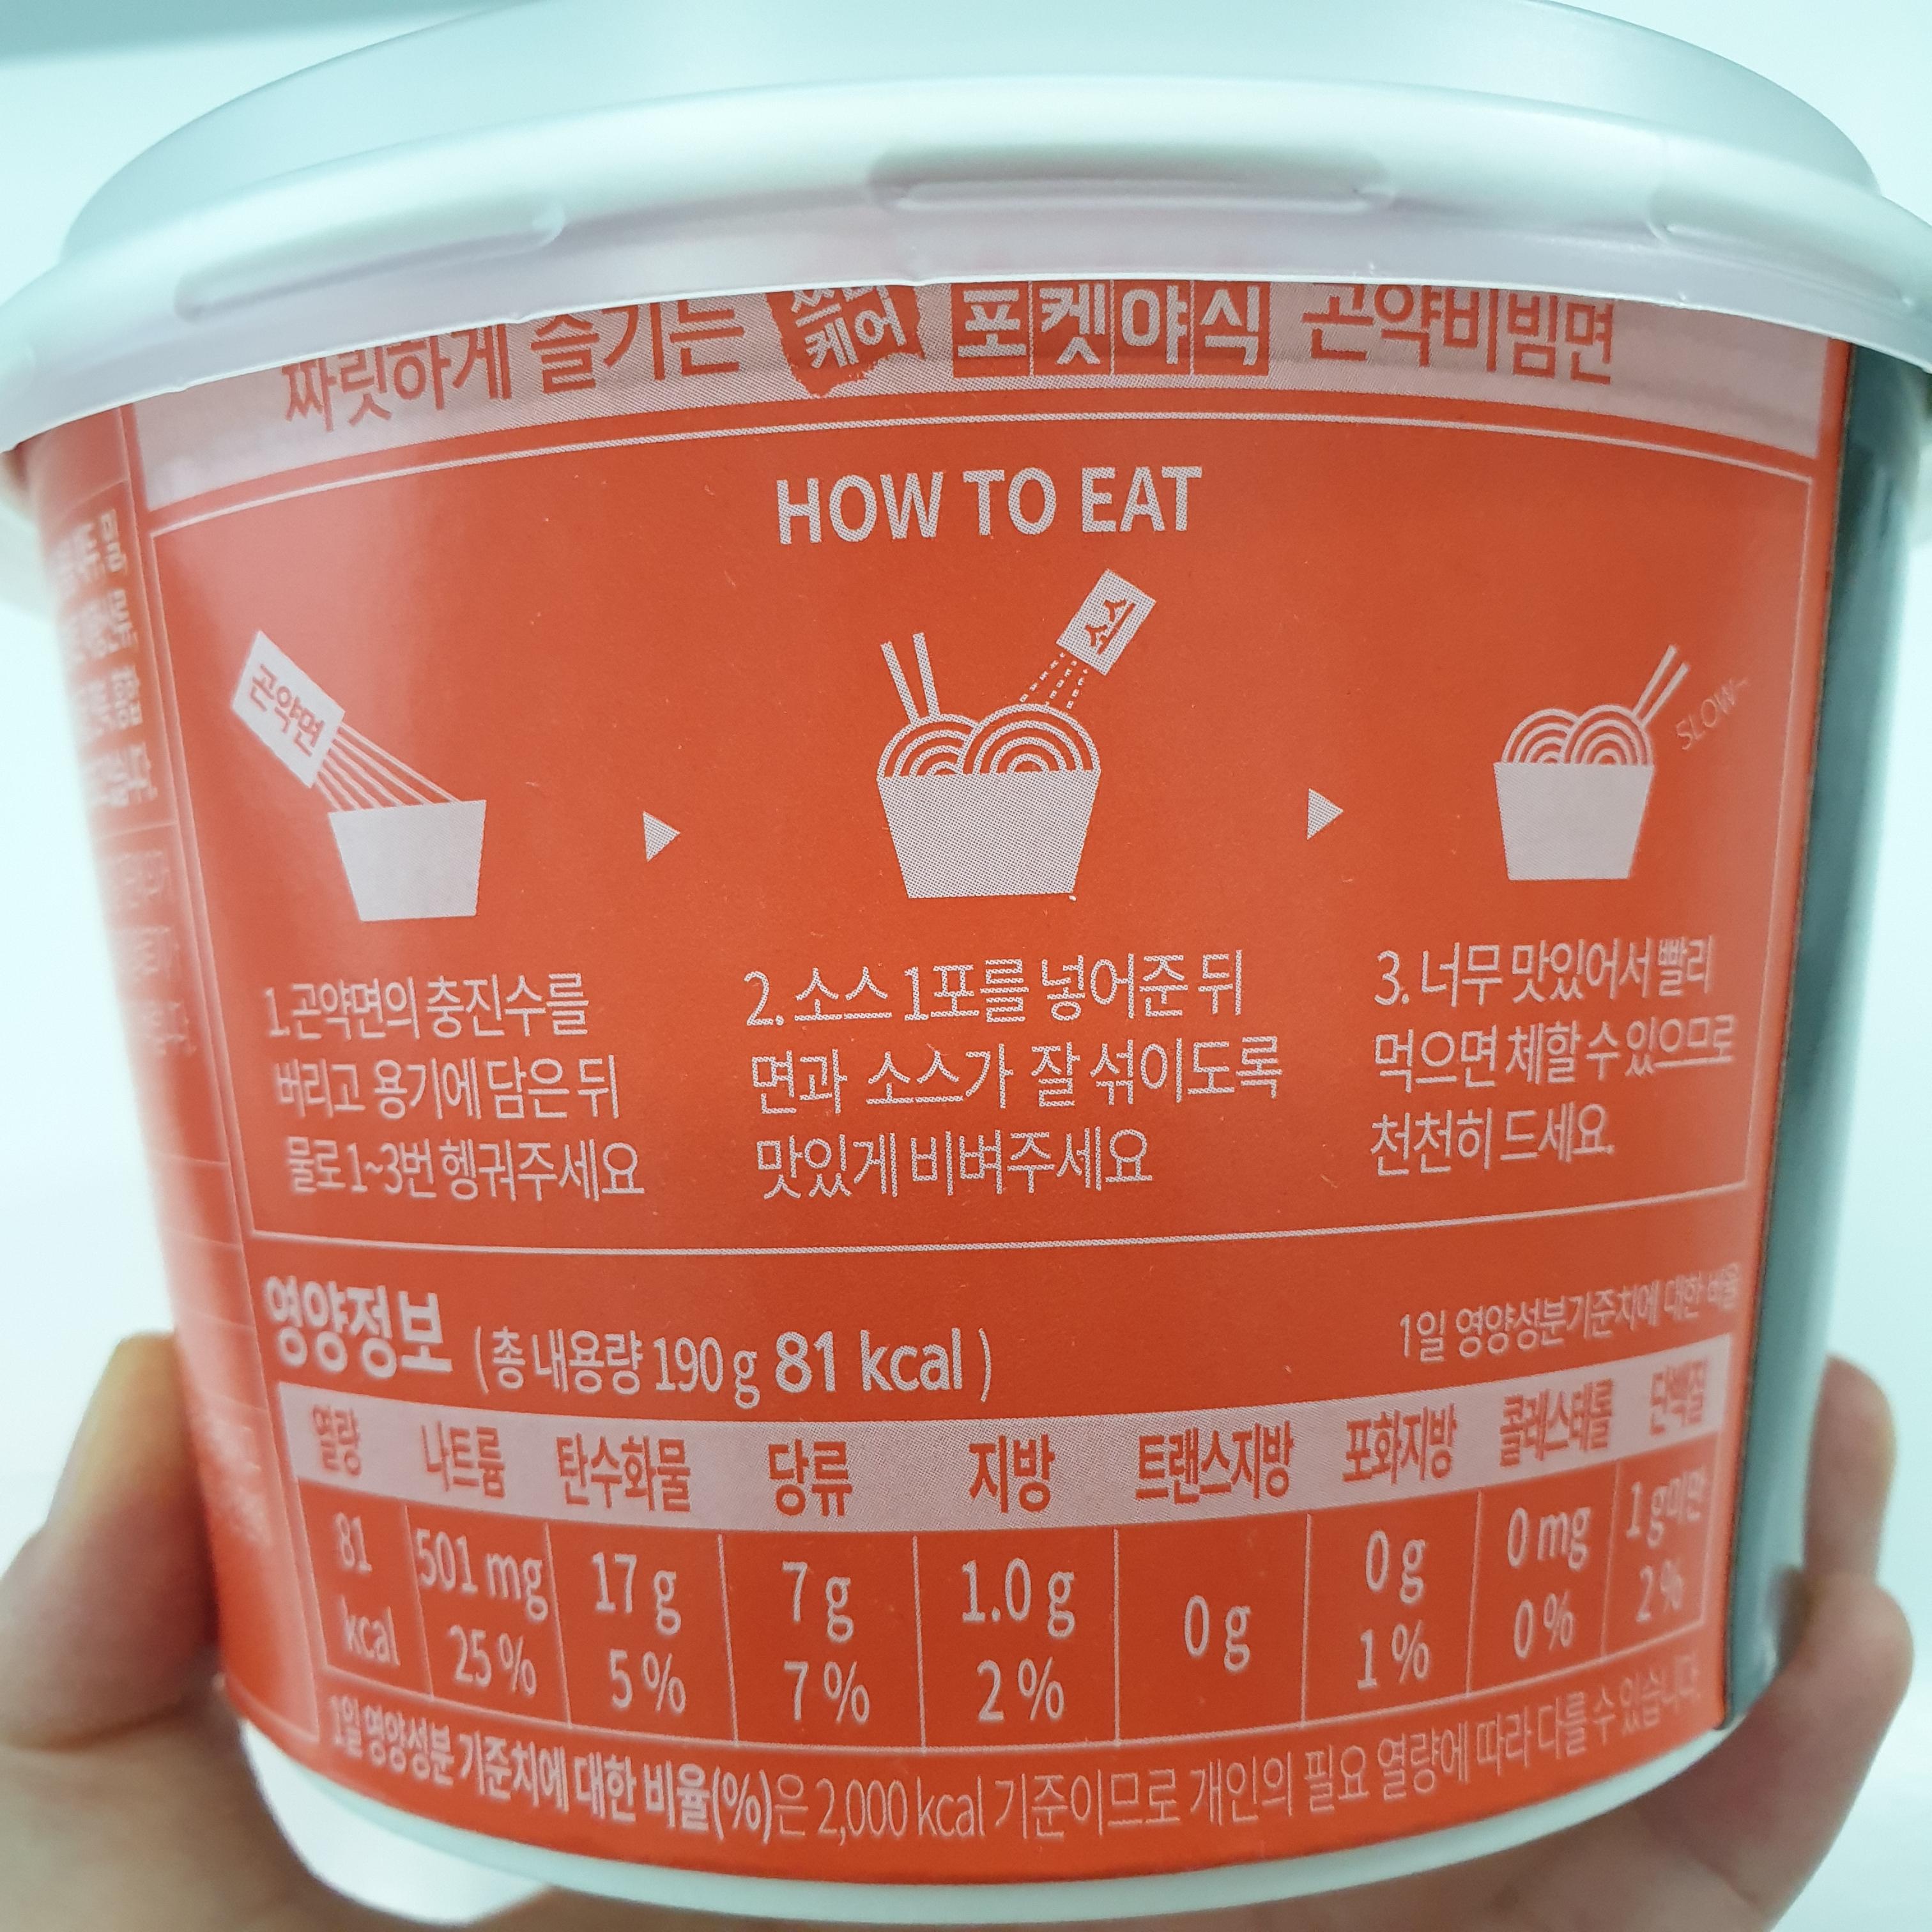 짜릿하게 즐기는 케어 포켓야식 곤약비빔면
HOW TO EAT
곤약면
소스
SLOW~
1.곤약면의 충진수를
버리고 용기에 담은 뒤
물로 1~3번 헹궈주세요
2. 소스 1포를 넣어준 뒤
면과 소스가 잘 섞이도록
맛있게 비벼주세요
3. 너무 맛있어서 빨리
먹으면 체할 수 있으므로
천천히 드세요.
영양정보 (총 내용량 190 g 81 kcal )
1일 영양성분기준치에 대한 비율
열량 나트륨 탄수화물 당류 지방 트랜스지방 포화지방 콜레스테롤 단백질
81 501 mg 17 g 7 g 1.0 g 0 g 0 g 0 mg 1 g미만
kcal 25 % 5 % 7 % 2 % 1 % 0 % 2 %
1일 영양성분 기준치에 대한 비율(%)은 2,000 kcal 기준이므로 개인의 필요 열량에 따라 다를 수 있습니다.